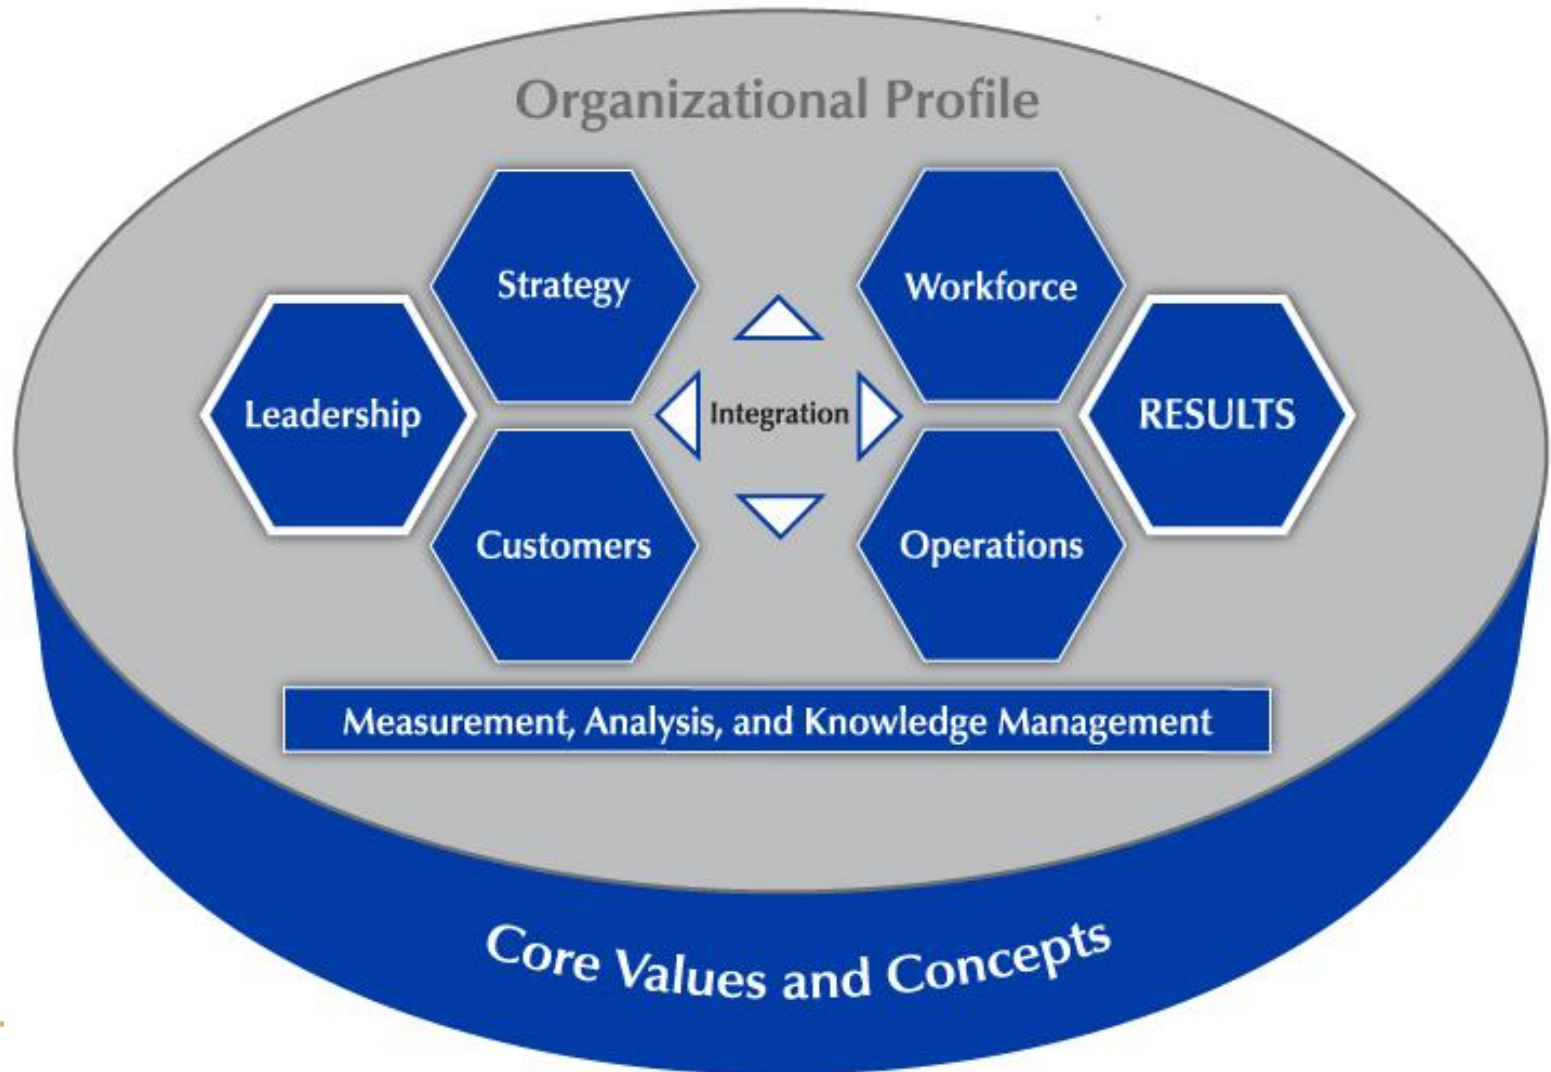 Organizational Profile
Strategy
Workforce
Leadership
Integration
RESULTS
Customers
Operations
Measurement, Analysis, and Knowledge Management
Core Values and Concepts